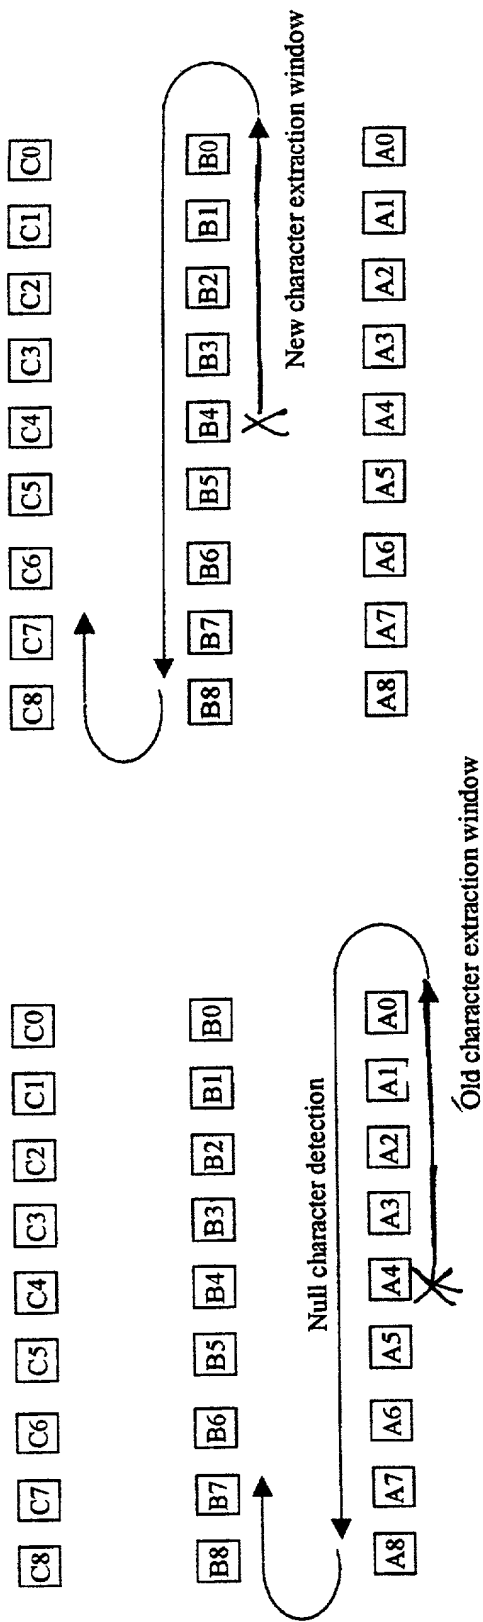 C8 C7 C6 C5 C4 C3 C2 C1 C0
B8 B7 B6 B5 B4 B3 B2 B1 B0
Null character detection
A8 A7 A6 A5 A4 A3 A2 A1 A0
Old character extraction window
C8 C7 C6 C5 C4 C3 C2 C1 C0
B8 B7 B6 B5 B4 B3 B2 B1 B0
New character extraction window
A8 A7 A6 A5 A4 A3 A2 A1 A0